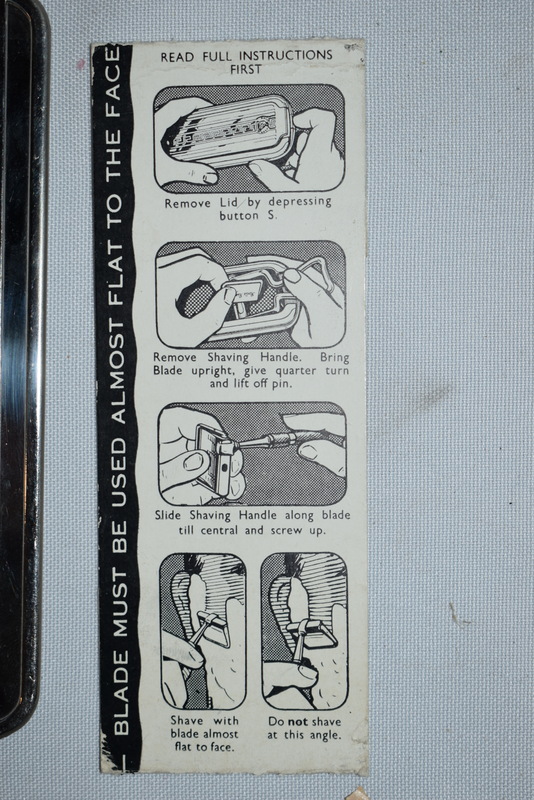 READ FULL INSTRUCTIONS
FIRST
Remove Lid by depressing
button S.
Remove Shaving Handle. Bring
Blade upright, give quarter turn
and lift off pin.
Slide Shaving Handle along blade
till central and screw up.
Shave with
blade almost
flat to face.
Do not shave
at this angle.
BLADE MUST BE USED ALMOST FLAT TO THE FACE